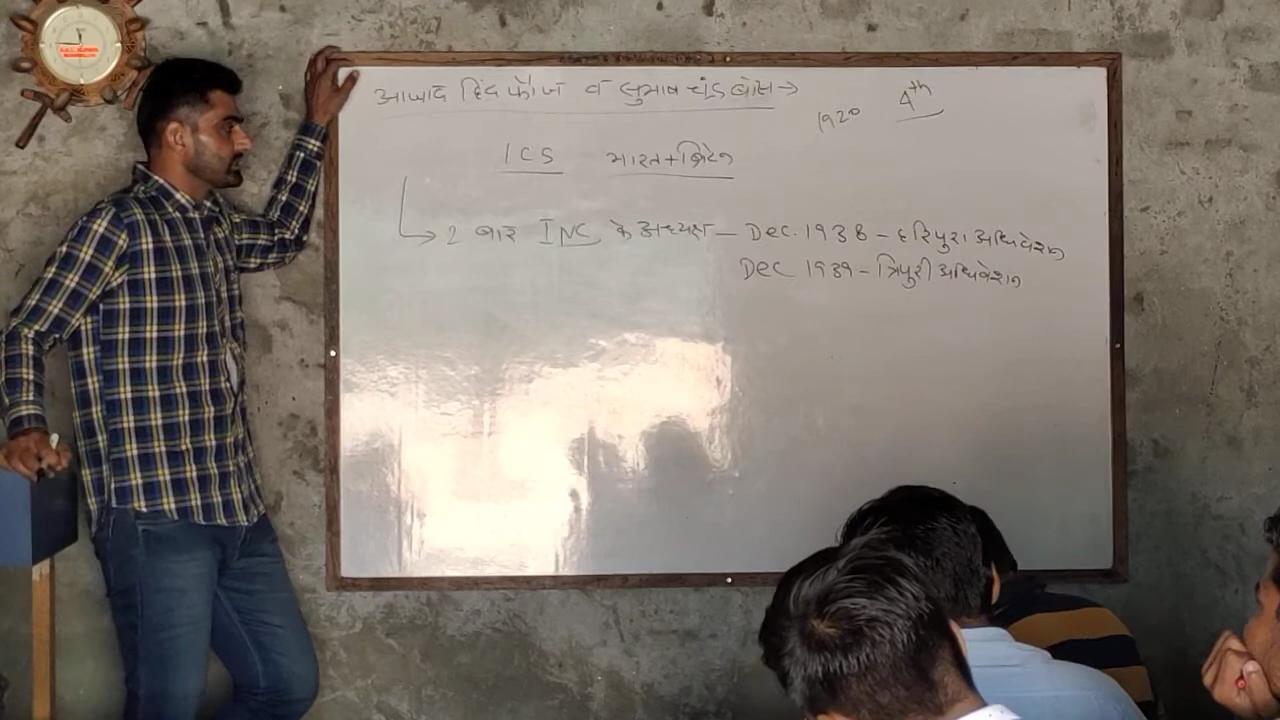 आजाद हिंद फौज व सुभाष चंद्र बोस →
1920 4th
ICS भारत + ब्रिटेन
2 बार INC के अध्यक्ष - Dec. 1938 - हरिपुरा अधिवेशन
Dec 1939 - त्रिपुरी अधिवेशन